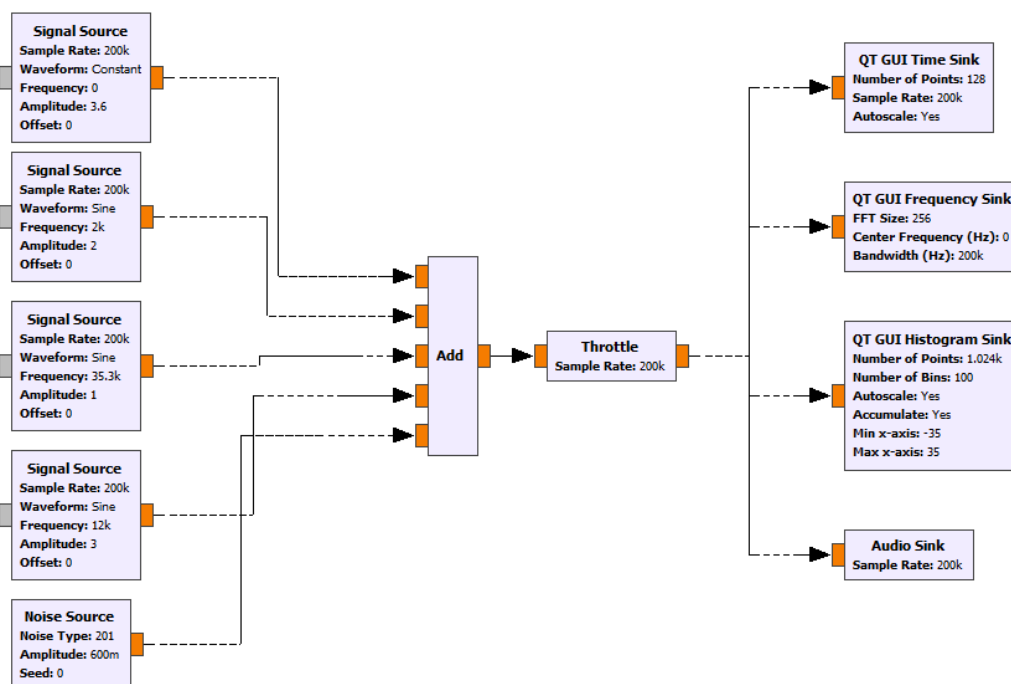 Signal Source
Sample Rate: 200k
Waveform: Constant
Frequency: 0
Amplitude: 3.6
Offset: 0
Signal Source
Sample Rate: 200k
Waveform: Sine
Frequency: 2k
Amplitude: 2
Offset: 0
Signal Source
Sample Rate: 200k
Waveform: Sine
Frequency: 35.3k
Amplitude: 1
Offset: 0
Signal Source
Sample Rate: 200k
Waveform: Sine
Frequency: 12k
Amplitude: 3
Offset: 0
Noise Source
Noise Type: 201
Amplitude: 600m
Seed: 0
Add
Throttle
Sample Rate: 200k
QT GUI Time Sink
Number of Points: 128
Sample Rate: 200k
Autoscale: Yes
QT GUI Frequency Sink
FFT Size: 256
Center Frequency (Hz): 0
Bandwidth (Hz): 200k
QT GUI Histogram Sink
Number of Points: 1.024k
Number of Bins: 100
Autoscale: Yes
Accumulate: Yes
Min x-axis: -35
Max x-axis: 35
Audio Sink
Sample Rate: 200k